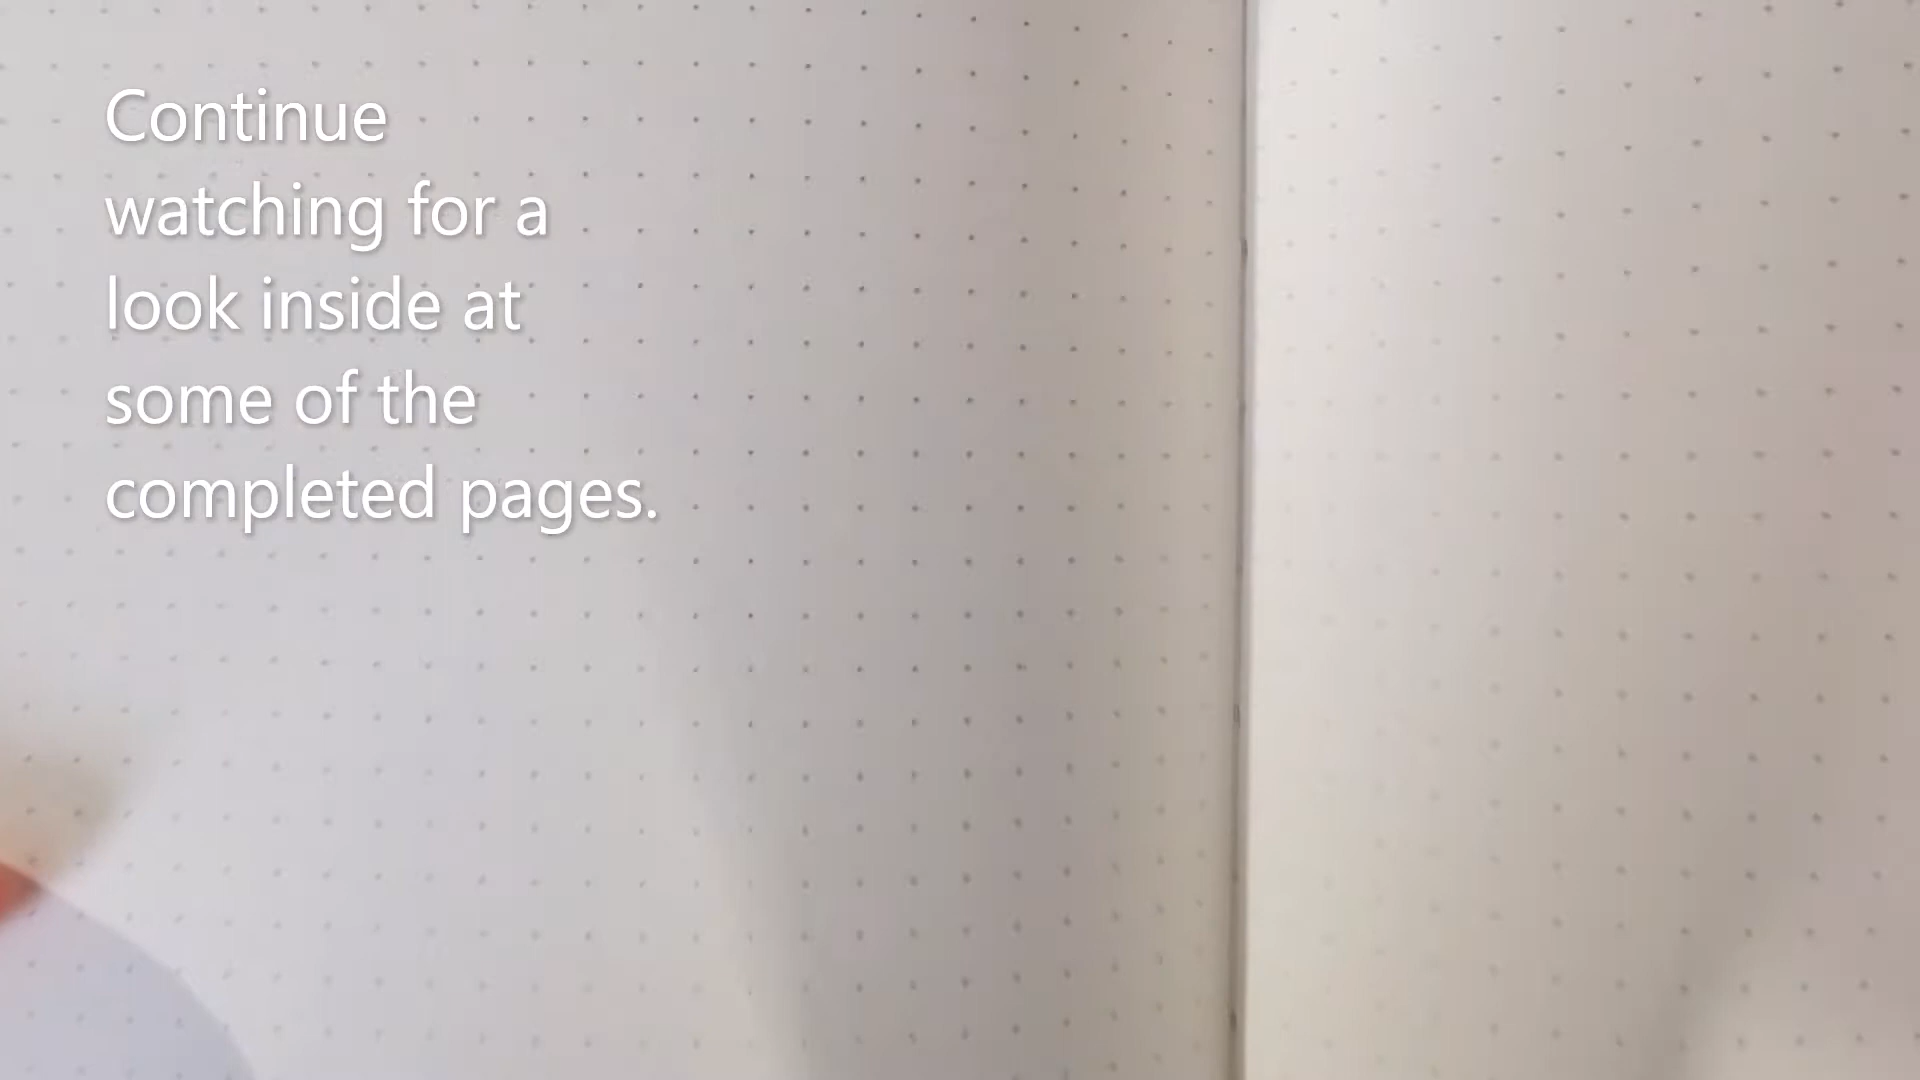 Continue
watching for a
look inside at
some of the
completed pages.